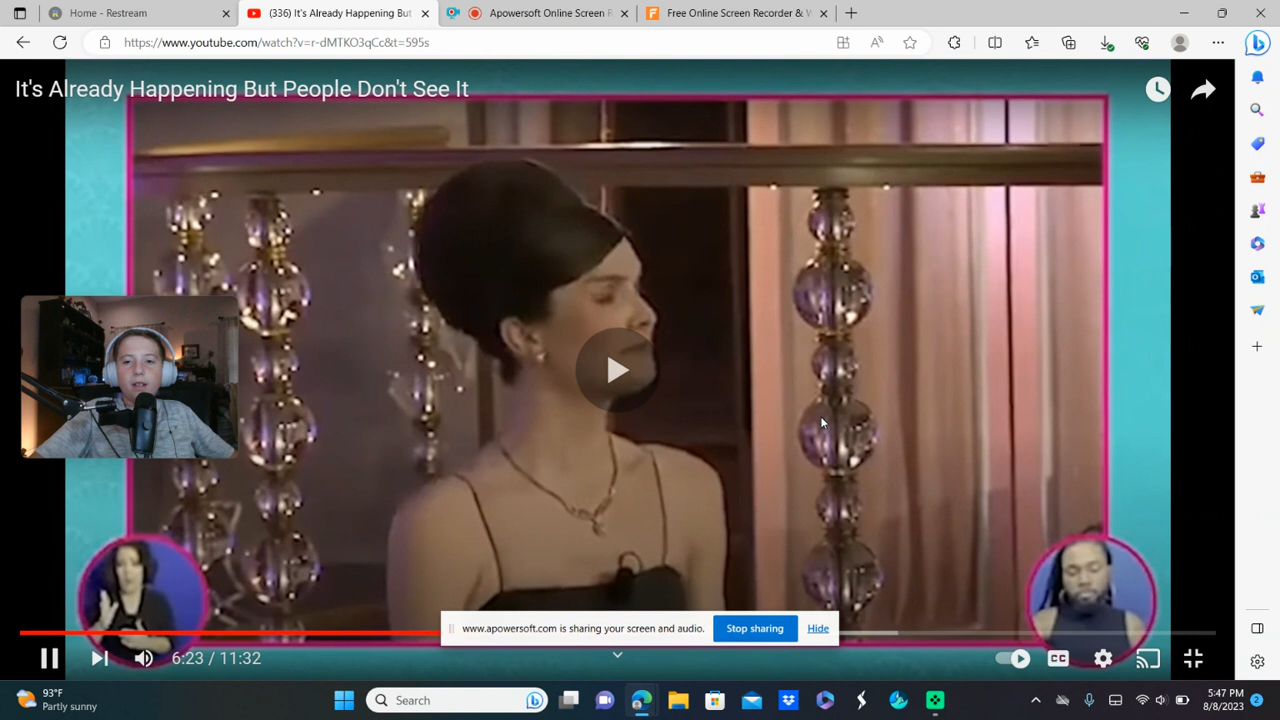 Home - Restream
(336) It's Already Happening But
Apowersoft Online Screen R
Free Online Screen Recorder & W
https://www.youtube.com/watch?v=r-dMTKO3qCc&t=595s
It's Already Happening But People Don't See It
www.apowersoft.com is sharing your screen and audio.
Stop sharing
Hide
6:23 / 11:32
CC
93°F
Partly sunny
Search
5:47 PM
8/8/2023
2